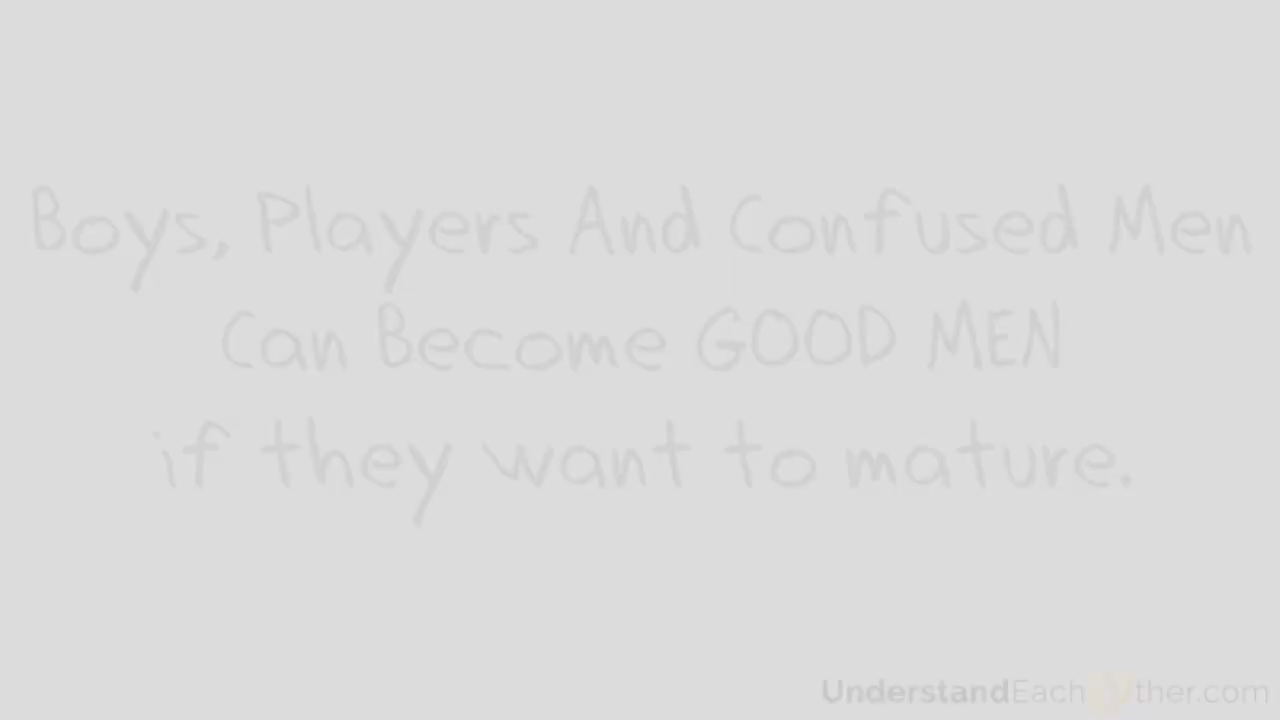 Boys, Players And Confused Men
Can Become GOOD MEN
if they want to mature.
UnderstandEachOther.com